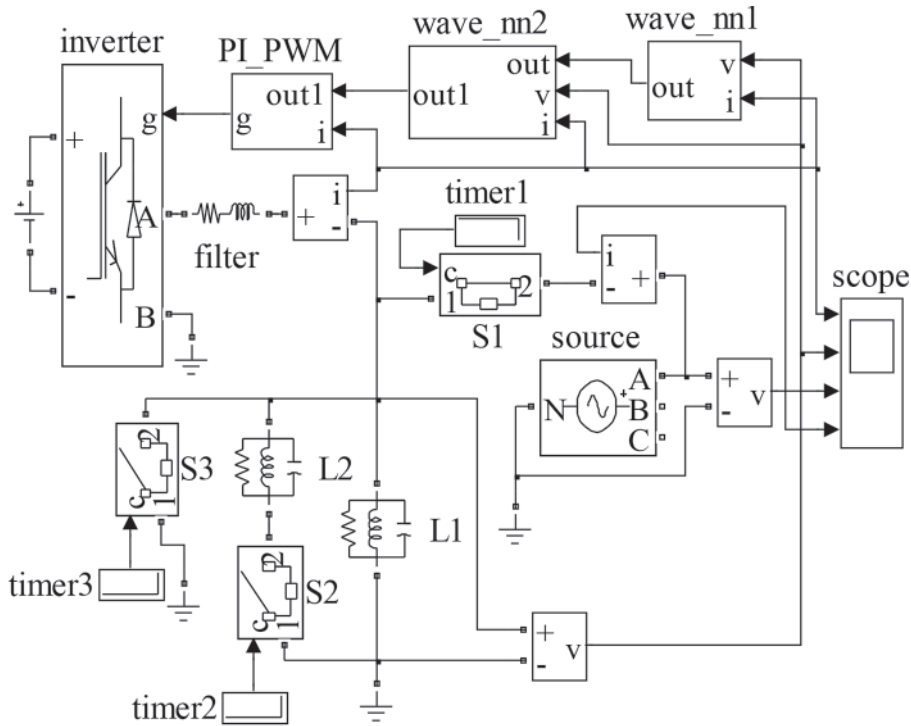 wave_nn2
wave_nn1
inverter
PI_PWM
out
v
out1
out1
v
out
i
g
g
i
i
+
+
i
+
-
timer1
A
filter
i
c
+
scope
-
1
2
-
B
S1
source
A
+
N
+
B
v
-
C
2
S3
L2
c
1
L1
timer3
2
S2
c
1
+
-
v
timer2